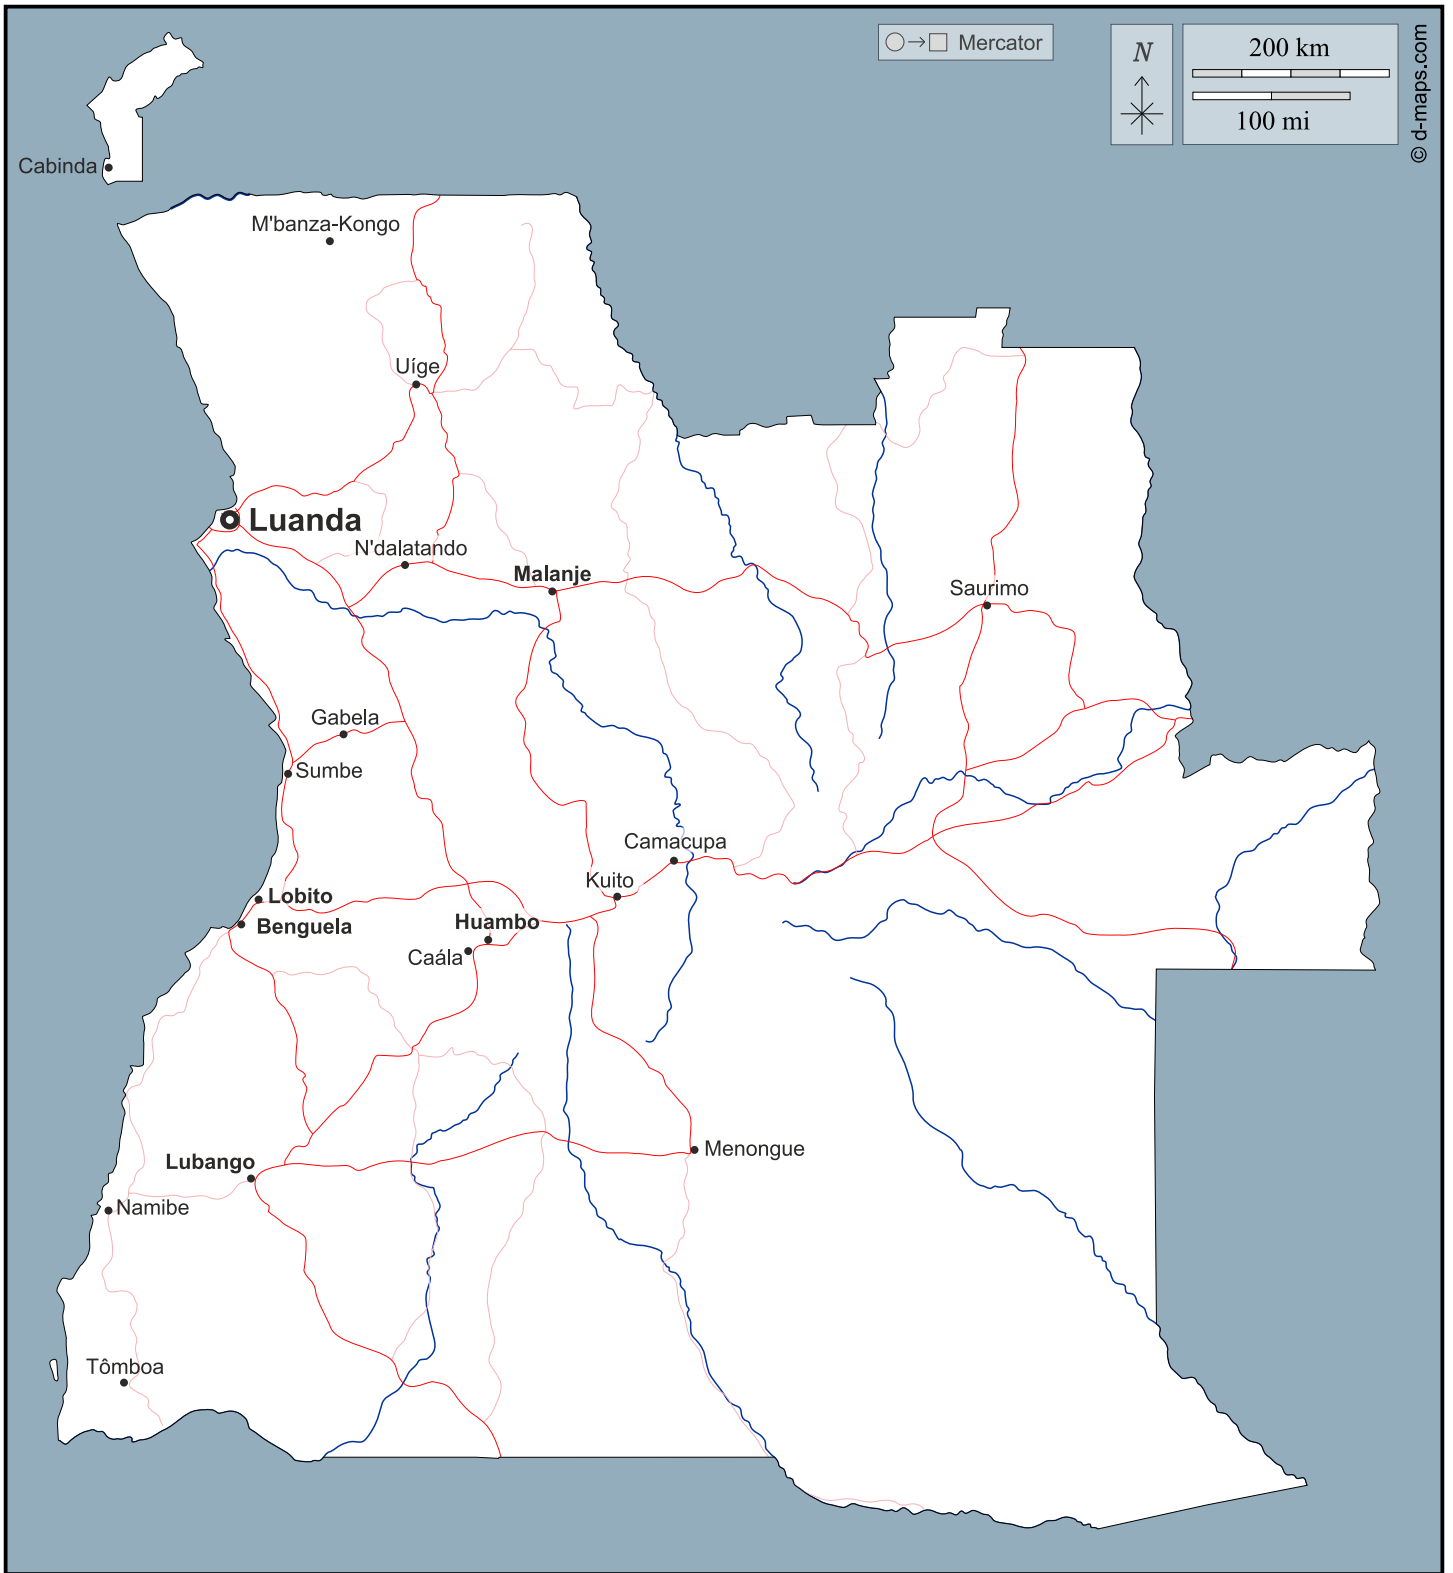 Mercator
N
200 km
100 mi
© d-maps.com
Cabinda
M'banza-Kongo
Uíge
Luanda
N'dalatando
Malanje
Saurimo
Gabela
Sumbe
Camacupa
Kuito
Lobito
Benguela
Huambo
Caála
Menongue
Lubango
Namibe
Tômboa